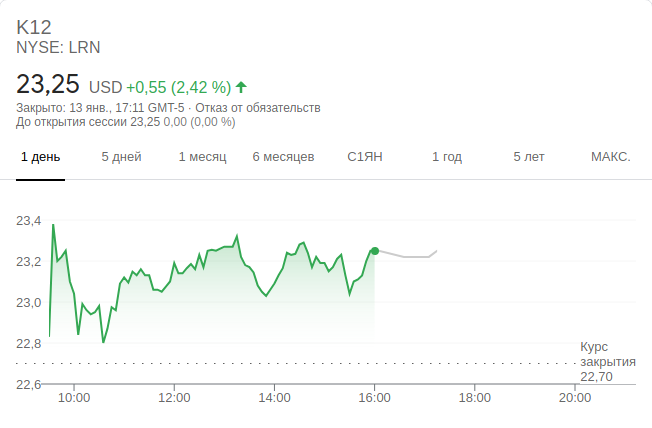 K12
NYSE: LRN
23,25 USD +0,55 (2,42 %)
Закрыто: 13 янв., 17:11 GMT-5 · Отказ от обязательств
До открытия сессии 23,25 0,00 (0,00 %)
1 день 5 дней 1 месяц 6 месяцев С1ЯН 1 год 5 лет МАКС.
23,4
23,2
23,0
22,8
22,6
Курс
закрытия
22,70
10:00 12:00 14:00 16:00 18:00 20:00